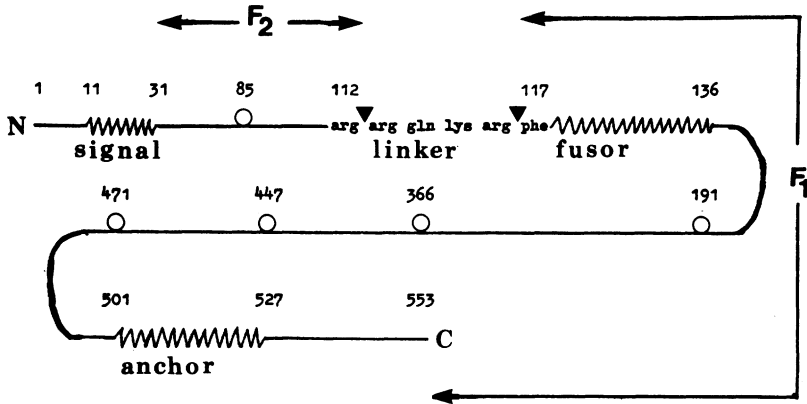 F2
1 11 31 85 112 117 136
N arg arg gln lys arg phe
signal linker fusor
F1
471 447 366 191
501 527 553
C
anchor